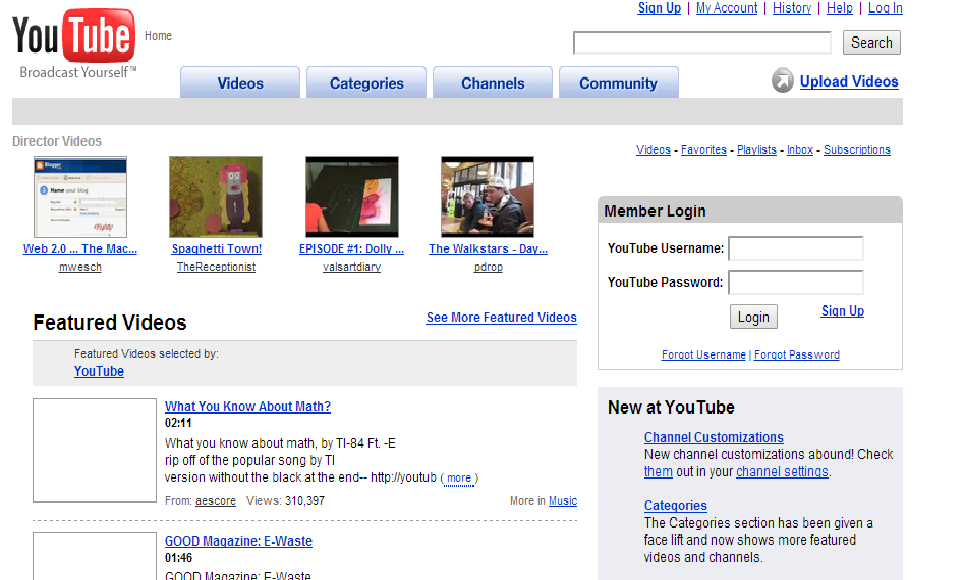 Sign Up | My Account | History | Help | Log In
YouTube
Home
Broadcast Yourself™
Search
Videos
Categories
Channels
Community
Upload Videos
Director Videos
Videos - Favorites - Playlists - Inbox - Subscriptions
Blogger
Name your blog
Web 2.0 ... The Mac...
mwesch
Spaghetti Town!
TheReceptionist
EPISODE #1: Dolly ...
valsartdiary
The Walkstars - Day...
pdrop
Member Login
YouTube Username:
YouTube Password:
Login
Sign Up
Forgot Username | Forgot Password
Featured Videos
See More Featured Videos
Featured Videos selected by:
YouTube
What You Know About Math?
02:11
What you know about math, by TI-84 Ft. -E
rip off of the popular song by TI
version without the black at the end-- http://youtub ( more )
From: aescore Views: 310,397
More in Music
GOOD Magazine: E-Waste
01:46
GOOD Magazine: E-Waste
New at YouTube
Channel Customizations
New channel customizations abound! Check
them out in your channel settings.
Categories
The Categories section has been given a
face lift and now shows more featured
videos and channels.